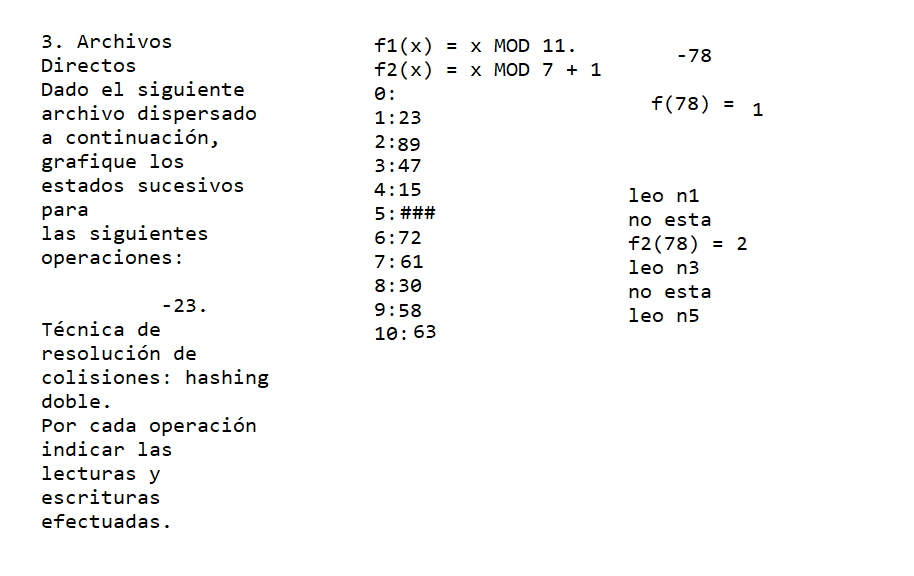 3. Archivos
Directos
Dado el siguiente
archivo dispersado
a continuación,
grafique los
estados sucesivos
para
las siguientes
operaciones:
-23.
Técnica de
resolución de
colisiones: hashing
doble.
Por cada operación
indicar las
lecturas y
escrituras
efectuadas.
f1(x) = x MOD 11.
f2(x) = x MOD 7 + 1
0:
1:23
2:89
3:47
4:15
5:###
6:72
7:61
8:30
9:58
10:63
-78
f(78) = 1
leo n1
no esta
f2(78) = 2
leo n3
no esta
leo n5